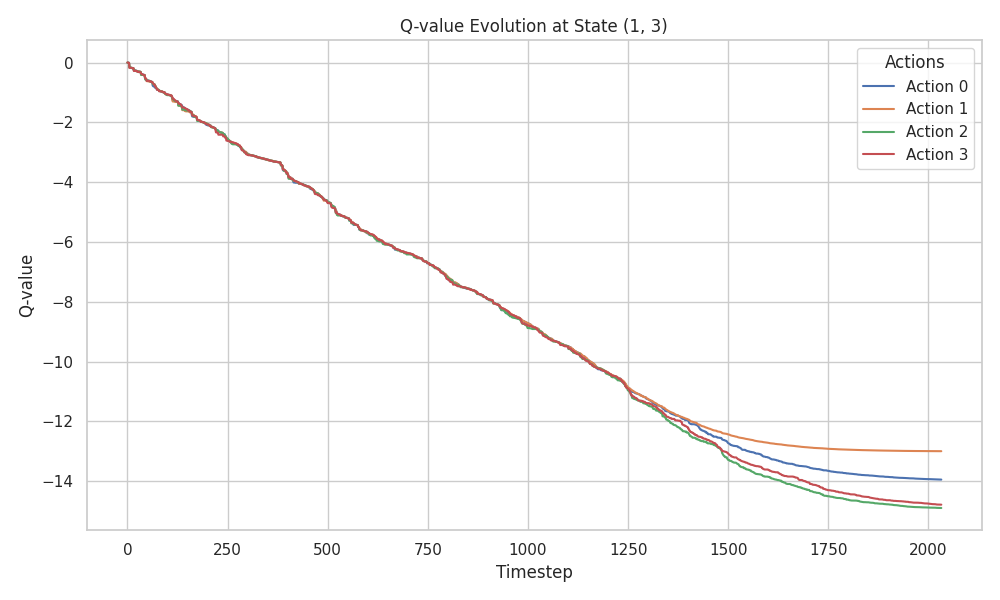 Q-value Evolution at State (1, 3)
Actions
Action 0
Action 1
Action 2
Action 3
Q-value
0
−2
−4
−6
−8
−10
−12
−14
0 250 500 750 1000 1250 1500 1750 2000
Timestep